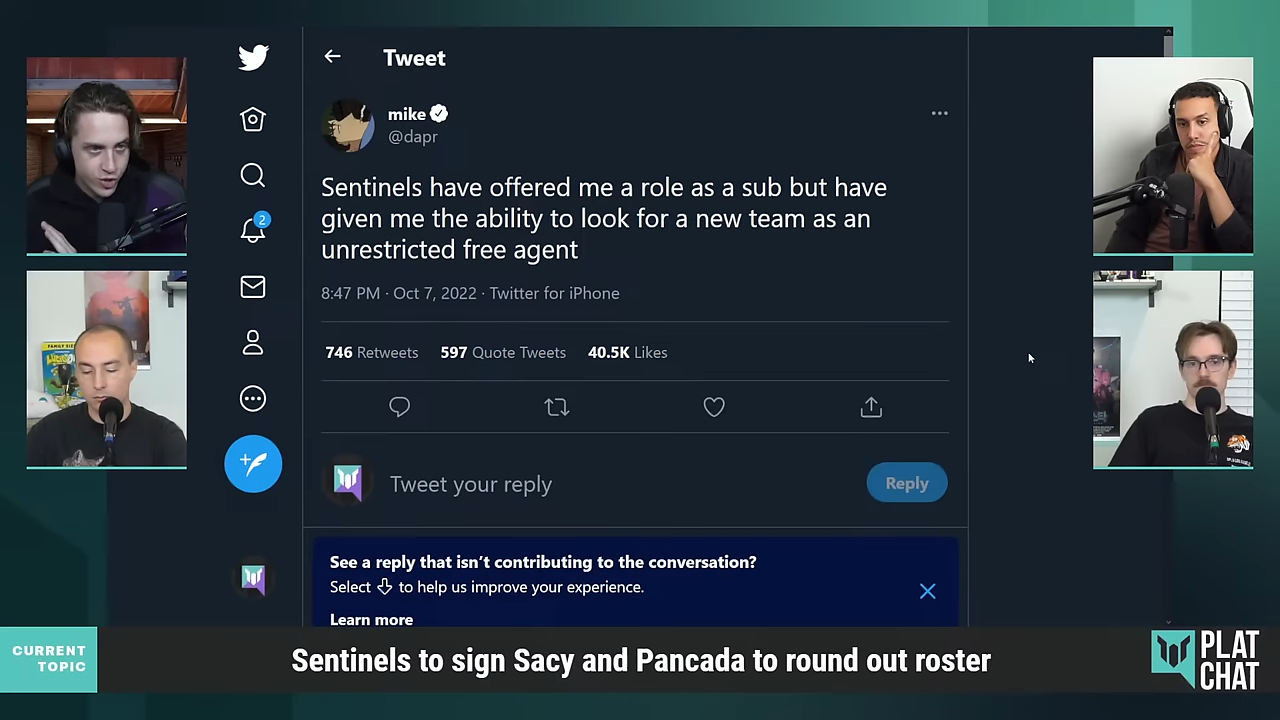 Tweet
mike
@dapr
Sentinels have offered me a role as a sub but have
given me the ability to look for a new team as an
unrestricted free agent
8:47 PM · Oct 7, 2022 · Twitter for iPhone
746 Retweets 597 Quote Tweets 40.5K Likes
2
Tweet your reply
Reply
See a reply that isn’t contributing to the conversation?
Select to help us improve your experience.
Learn more
CURRENT
TOPIC
Sentinels to sign Sacy and Pancada to round out roster
PLAT
CHAT